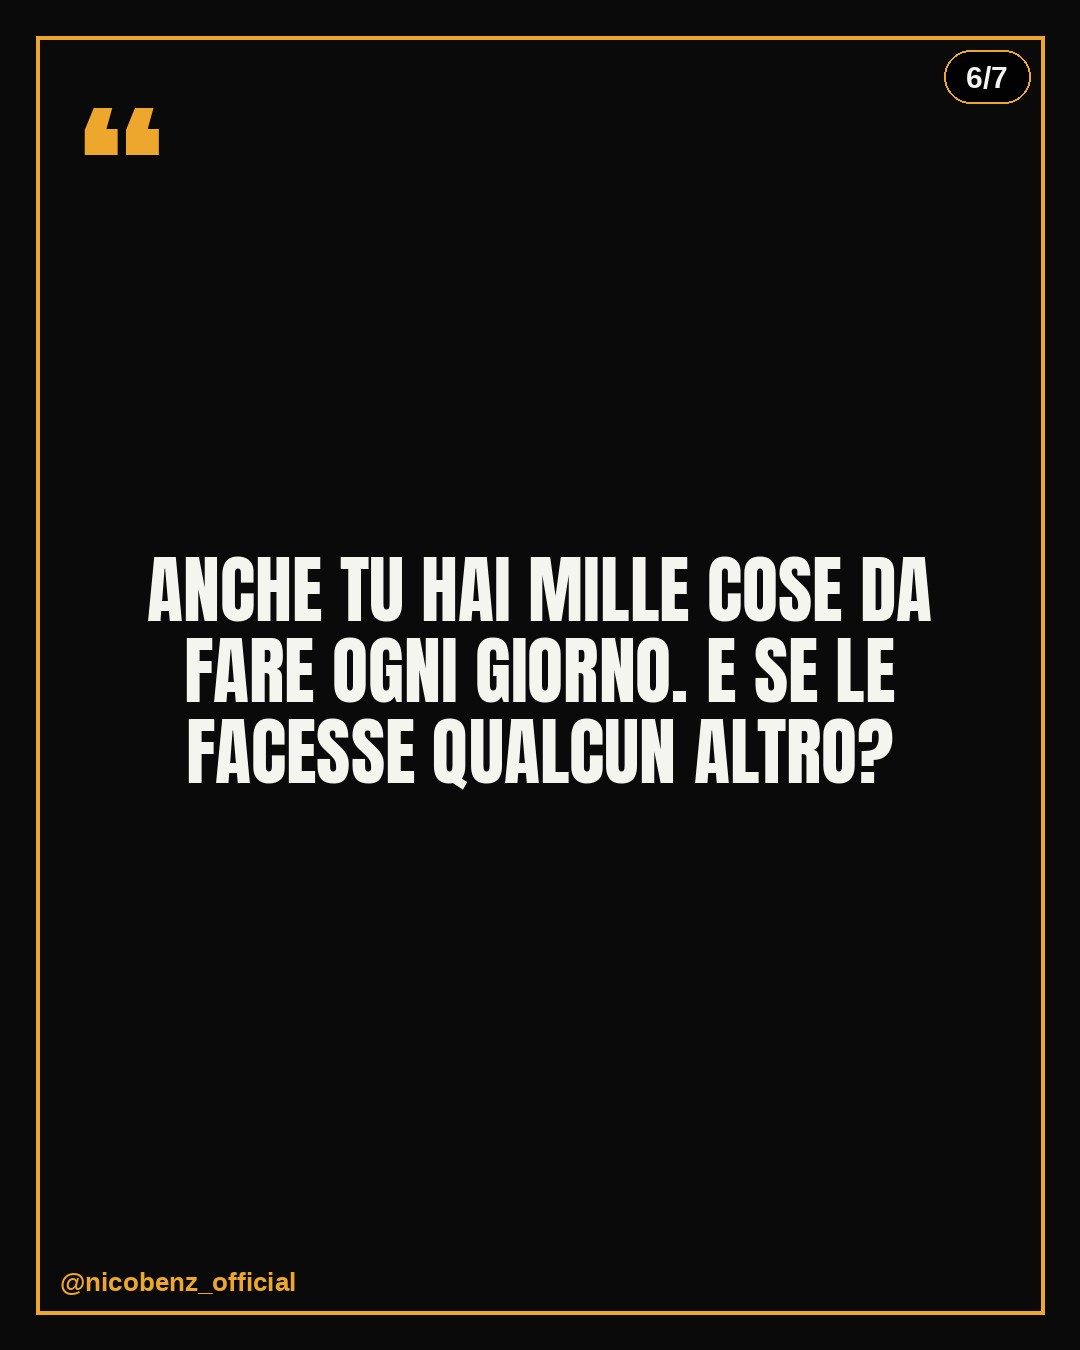 6/7
“
ANCHE TU HAI MILLE COSE DA
FARE OGNI GIORNO. E SE LE
FACESSE QUALCUN ALTRO?
@nicobenz_official